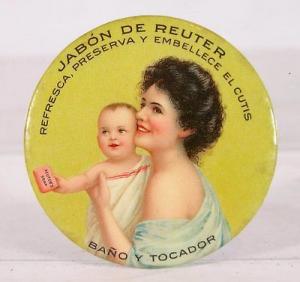 JABÓN DE REUTER
REFRESCA, PRESERVA Y EMBELLECE EL CUTIS
BAÑO Y TOCADOR